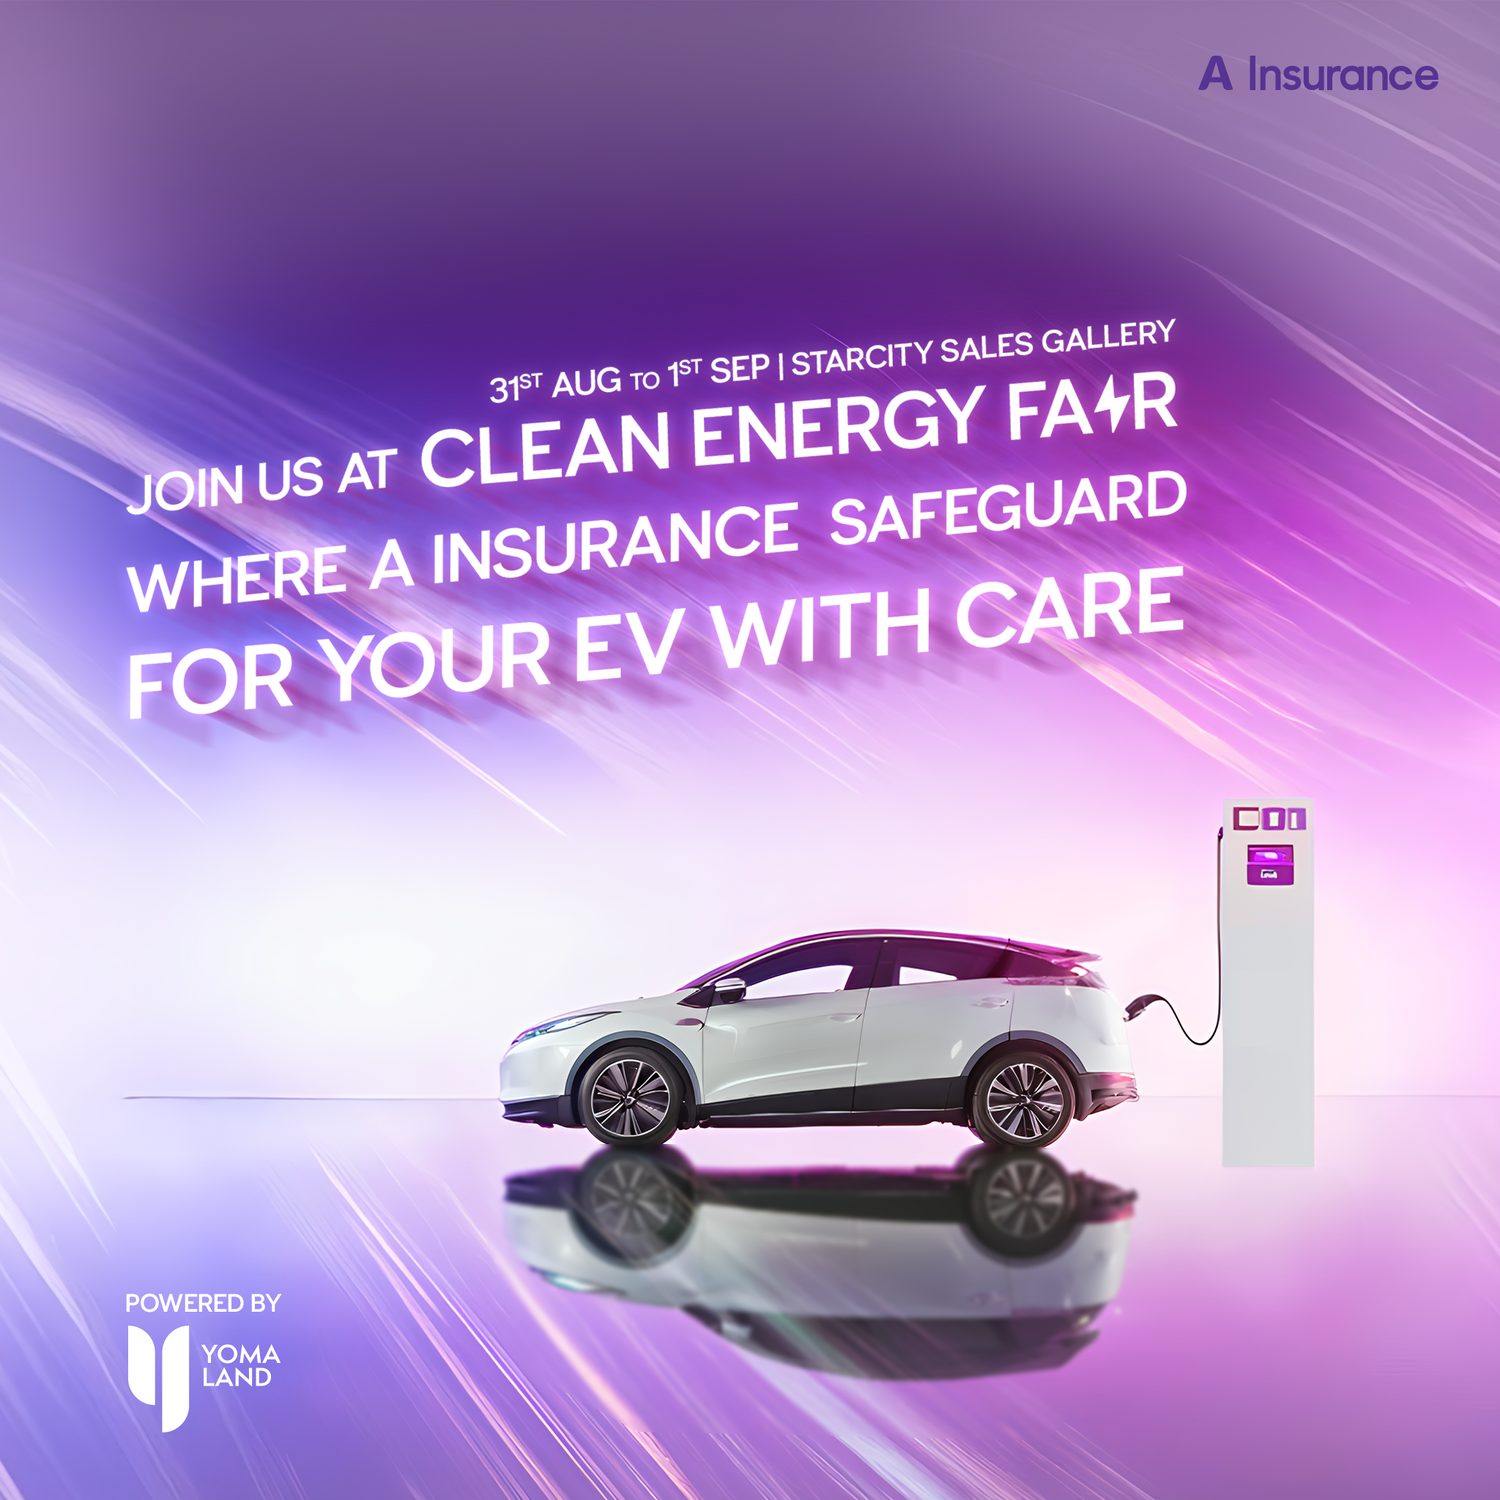 A Insurance
31ST AUG TO 1ST SEP | STARCITY SALES GALLERY
JOIN US AT CLEAN ENERGY FAIR
WHERE A INSURANCE SAFEGUARD
FOR YOUR EV WITH CARE
POWERED BY
YOMA
LAND